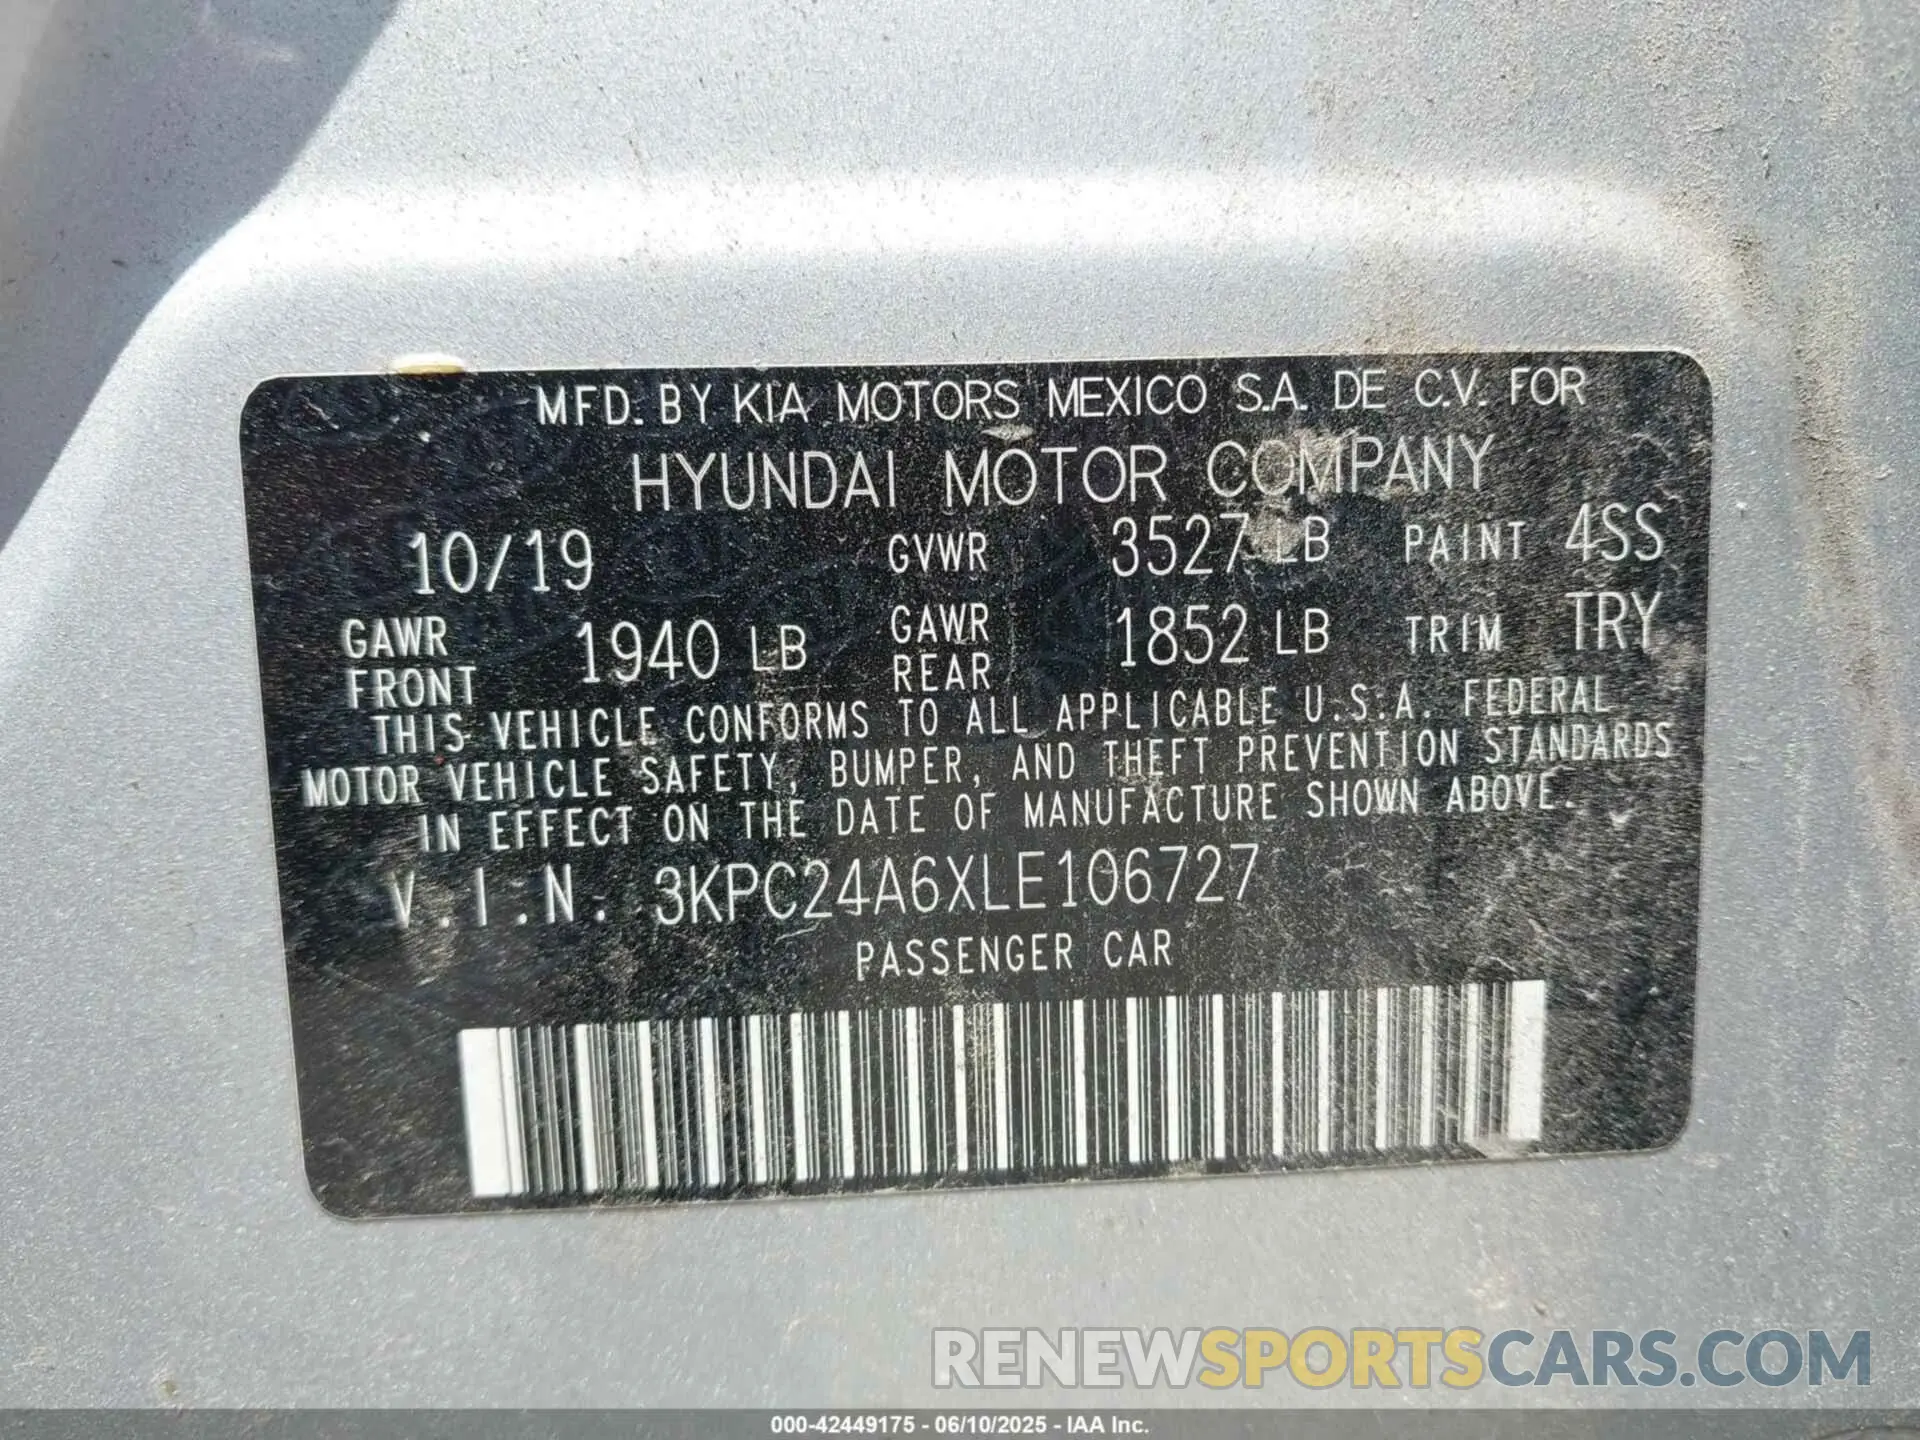 MFD. BY KIA MOTORS MEXICO S.A. DE C.V. FOR
HYUNDAI MOTOR COMPANY
10/19 GVWR 3527 LB PAINT 4SS
GAWR FRONT 1940 LB GAWR REAR 1852 LB TRIM TRY
THIS VEHICLE CONFORMS TO ALL APPLICABLE U.S.A. FEDERAL
MOTOR VEHICLE SAFETY, BUMPER, AND THEFT PREVENTION STANDARDS
IN EFFECT ON THE DATE OF MANUFACTURE SHOWN ABOVE.
V.I.N. 3KPC24A6XLE106727
PASSENGER CAR
RENEWSPORTSCARS.COM
000-42449175 - 06/10/2025 - IAA Inc.